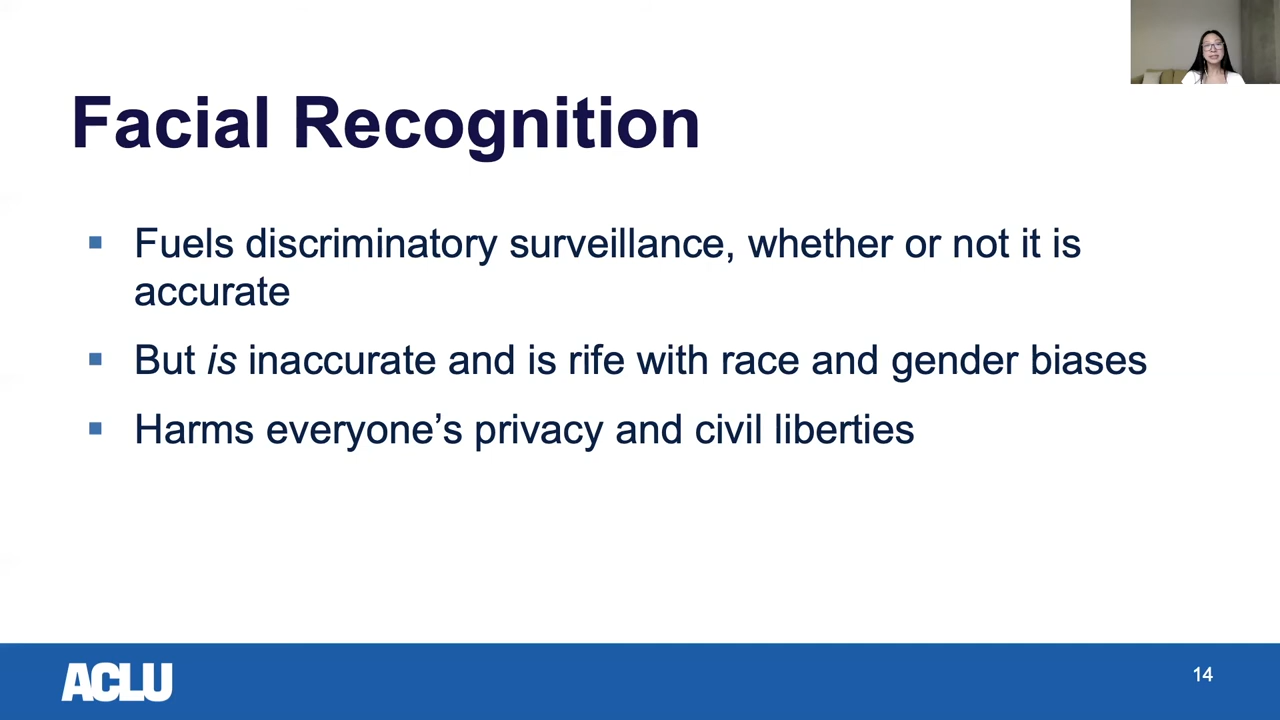 Facial Recognition
Fuels discriminatory surveillance, whether or not it is
accurate
But is inaccurate and is rife with race and gender biases
Harms everyone’s privacy and civil liberties
ACLU
14